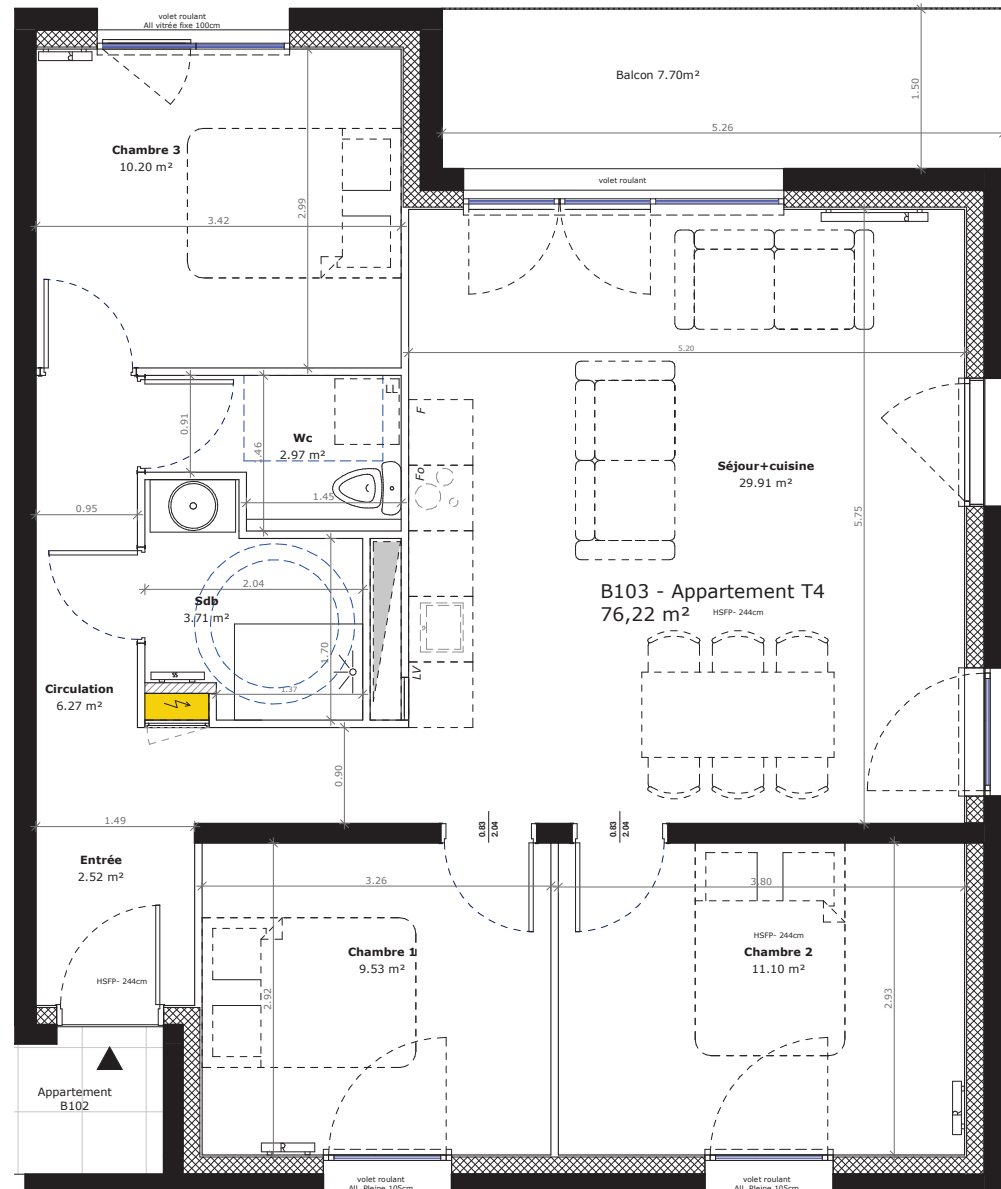 volet roulant
All vitrée fixe 100cm
R
Balcon 7.70m²
1.50
5.26
Chambre 3
10.20 m²
3.42
2.99
volet roulant
R
5.20
0.91
1.46
LL
F
Wc
2.97 m²
Fo
1.45
Séjour+cuisine
29.91 m²
5.75
0.95
2.04
Sdb
3.71 m²
B103 - Appartement T4
76,22 m²
HSFP- 244cm
1.70
1.37
LV
Circulation
6.27 m²
0.90
1.49
0.83
2.04
0.83
2.04
Entrée
2.52 m²
3.26
3.80
HSFP- 244cm
Chambre 1
9.53 m²
Chambre 2
11.10 m²
HSFP- 244cm
2.92
2.93
Appartement
B102
R
R
volet roulant
All. Pleine 105cm
volet roulant
All. Pleine 105cm